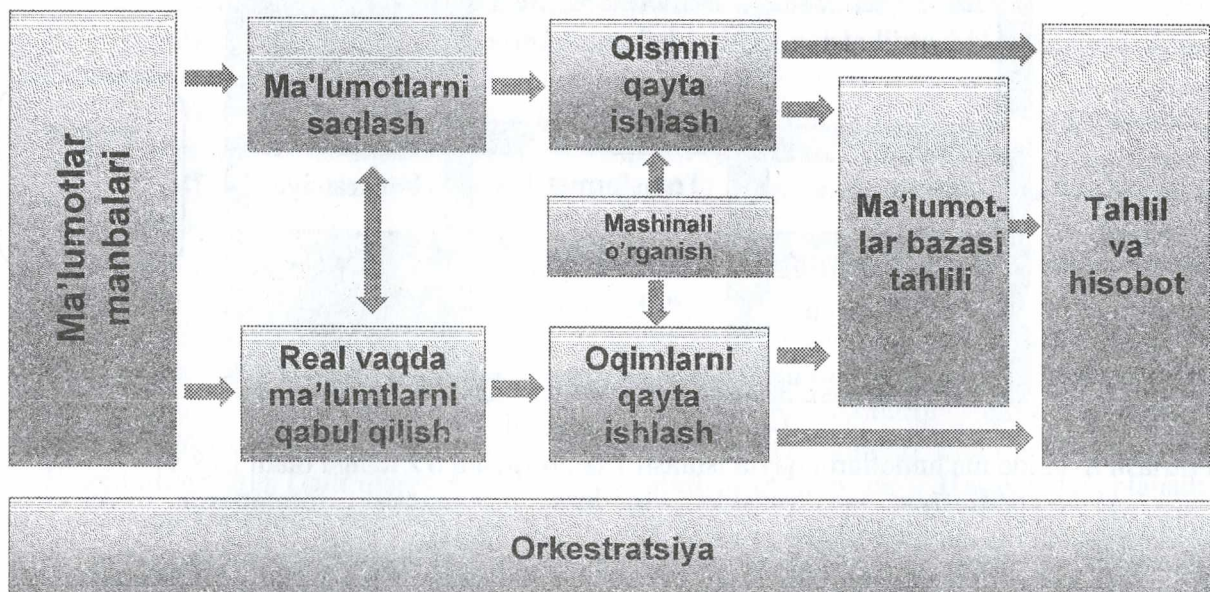 Ma'lumotlar
manbalari
Ma'lumotlarni
saqlash
Real vaqda
ma'lumtlarni
qabul qilish
Qismni
qayta
ishlash
Mashinali
o'rganish
Oqimlarni
qayta
ishlash
Ma'lumot-
lar bazasi
tahlili
Tahlil
va
hisobot
Orkestratsiya